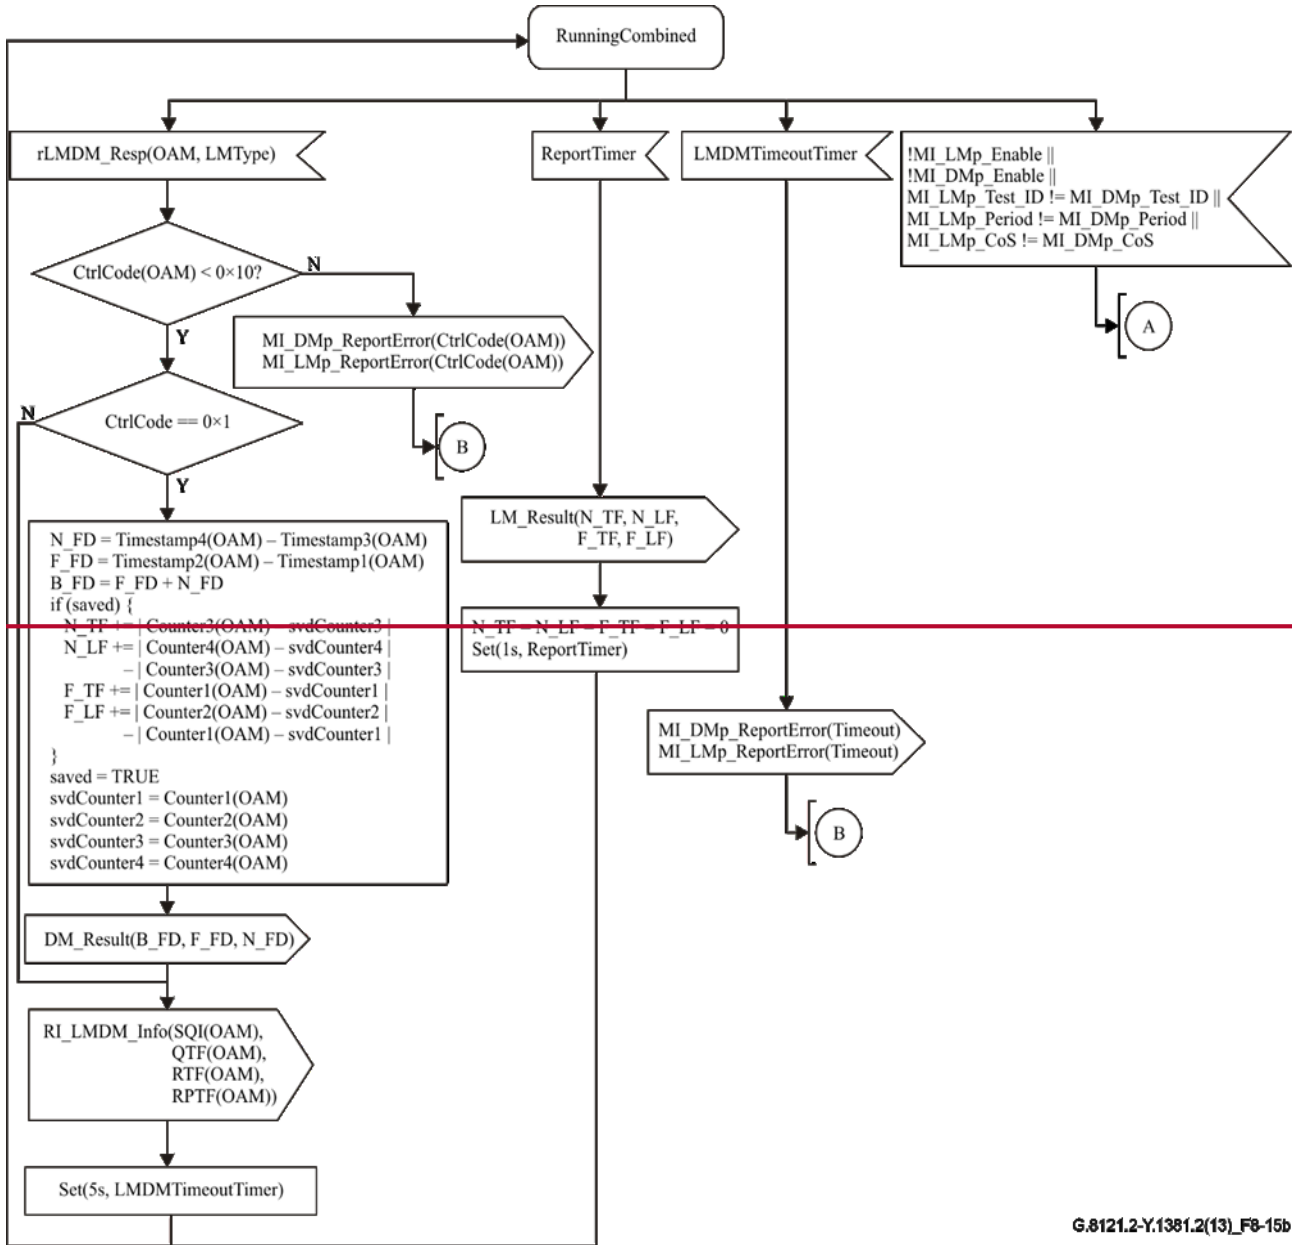 RunningCombined
rLMDM_Resp(OAM, LMType)
ReportTimer
LMDMTimeoutTimer
!MI_LMp_Enable ||
!MI_DMp_Enable ||
MI_LMp_Test_ID != MI_DMp_Test_ID ||
MI_LMp_Period != MI_DMp_Period ||
MI_LMp_CoS != MI_DMp_CoS
A
CtrlCode(OAM) < 0×10?
N
Y
MI_DMp_ReportError(CtrlCode(OAM))
MI_LMp_ReportError(CtrlCode(OAM))
B
CtrlCode == 0×1
N
Y
N_FD = Timestamp4(OAM) – Timestamp3(OAM)
F_FD = Timestamp2(OAM) – Timestamp1(OAM)
B_FD = F_FD + N_FD
if (saved) {
N_TF += | Counter3(OAM) – svdCounter3 |
N_LF += | Counter4(OAM) – svdCounter4 |
– | Counter3(OAM) – svdCounter3 |
F_TF += | Counter1(OAM) – svdCounter1 |
F_LF += | Counter2(OAM) – svdCounter2 |
– | Counter1(OAM) – svdCounter1 |
}
saved = TRUE
svdCounter1 = Counter1(OAM)
svdCounter2 = Counter2(OAM)
svdCounter3 = Counter3(OAM)
svdCounter4 = Counter4(OAM)
LM_Result(N_TF, N_LF,
F_TF, F_LF)
N_TF = N_LF = F_TF = F_LF = 0
Set(1s, ReportTimer)
MI_DMp_ReportError(Timeout)
MI_LMp_ReportError(Timeout)
B
DM_Result(B_FD, F_FD, N_FD)
RI_LMDM_Info(SQI(OAM),
QTF(OAM),
RTF(OAM),
RPTF(OAM))
Set(5s, LMDMTimeoutTimer)
G.8121.2-Y.1381.2(13)_F8-15b